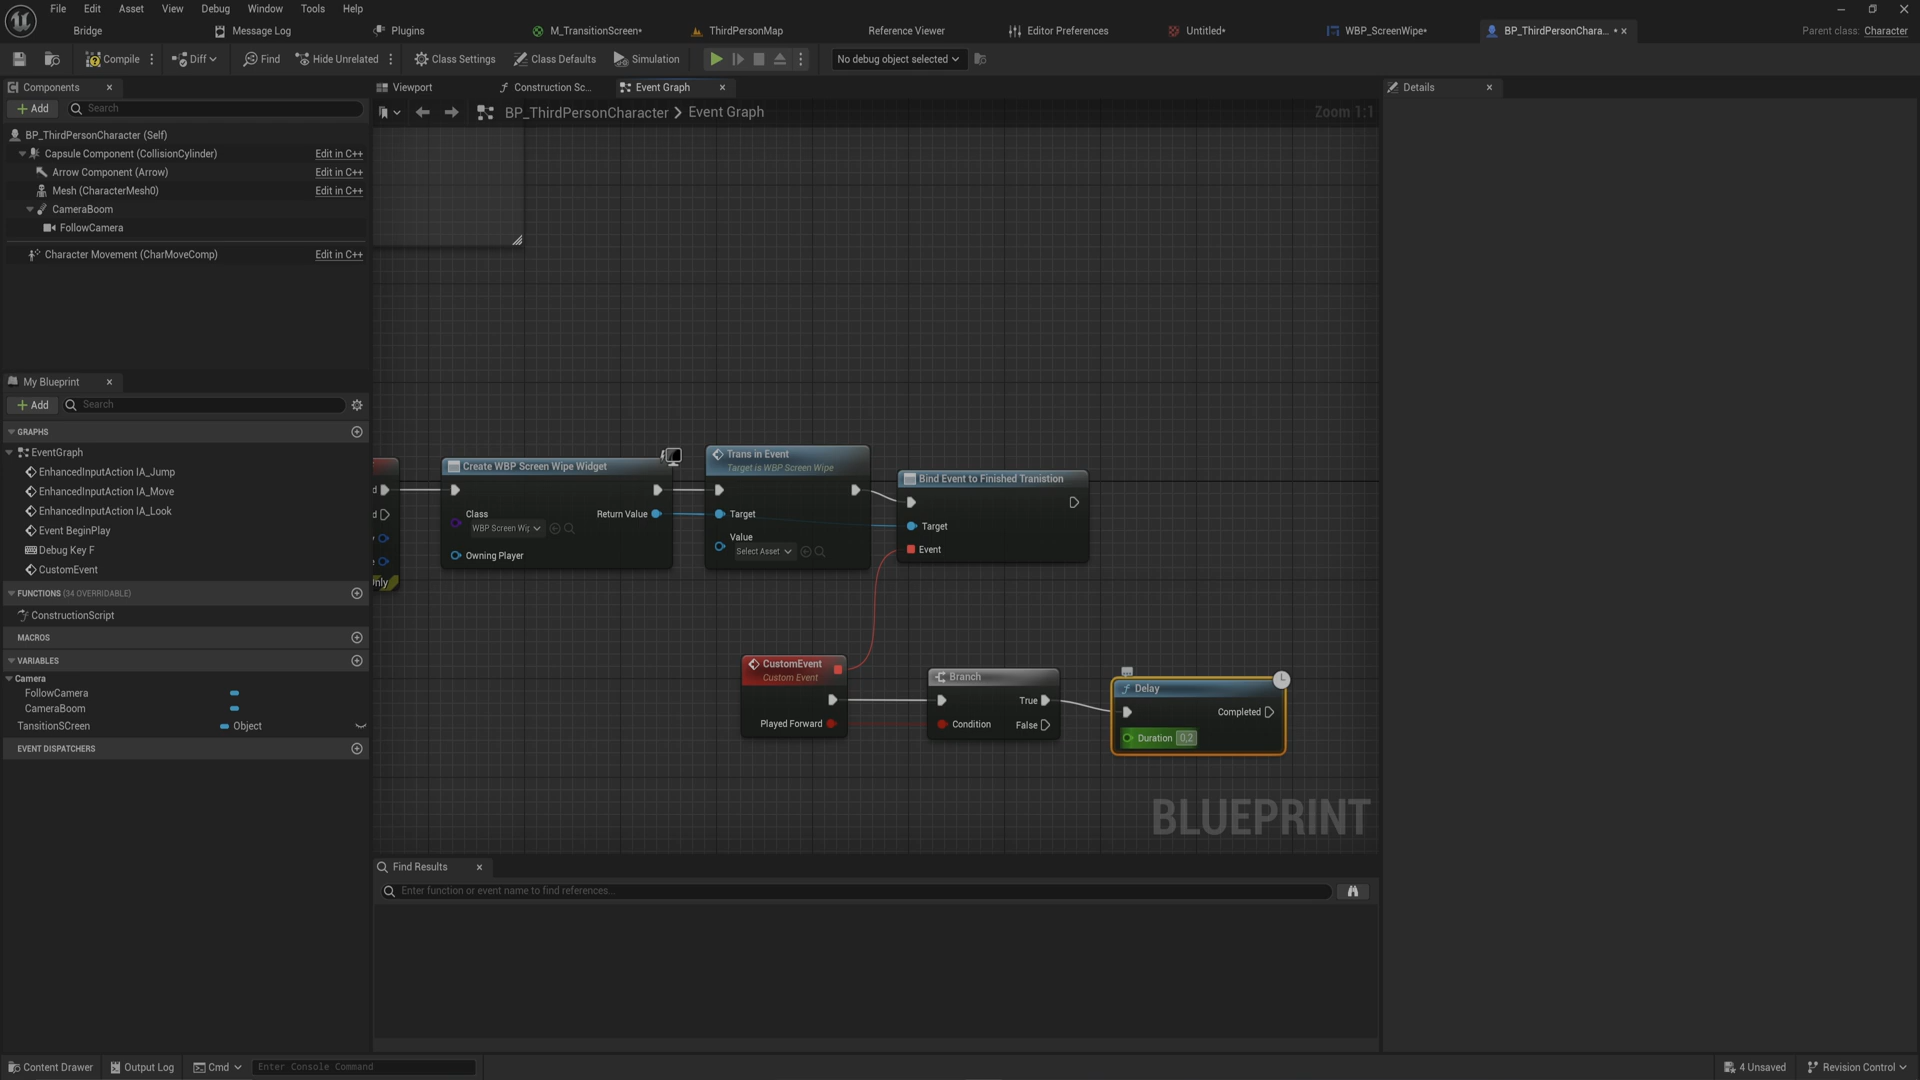 File Edit Asset View Debug Window Tools Help
Bridge Message Log Plugins M_TransitionScreen* ThirdPersonMap Reference Viewer Editor Preferences Untitled* WBP_ScreenWipe* BP_ThirdPersonChara... * Parent class: Character
Compile Diff Find Hide Unrelated Class Settings Class Defaults Simulation No debug object selected
Components
Add Search
BP_ThirdPersonCharacter (Self)
Capsule Component (CollisionCylinder) Edit in C++
Arrow Component (Arrow) Edit in C++
Mesh (CharacterMesh0) Edit in C++
CameraBoom
FollowCamera
Character Movement (CharMoveComp) Edit in C++
My Blueprint
Add Search
GRAPHS
EventGraph
EnhancedInputAction IA_Jump
EnhancedInputAction IA_Move
EnhancedInputAction IA_Look
Event BeginPlay
Debug Key F
CustomEvent
FUNCTIONS (34 OVERRIDABLE)
ConstructionScript
MACROS
VARIABLES
Camera
FollowCamera
CameraBoom
TansitionSCreen Object
EVENT DISPATCHERS
Viewport Construction Sc... Event Graph
BP_ThirdPersonCharacter > Event Graph Zoom 1:1
Create WBP Screen Wipe Widget
Class
WBP Screen Wip
Return Value
Owning Player
Trans in Event
Target is WBP Screen Wipe
Target
Value
Select Asset
Bind Event to Finished Tranistion
Target
Event
CustomEvent
Custom Event
Played Forward
Branch
True
Condition False
Delay
Completed
Duration 0,2
BLUEPRINT
Find Results
Enter function or event name to find references...
Details
Content Drawer Output Log Cmd Enter Console Command 4 Unsaved Revision Control